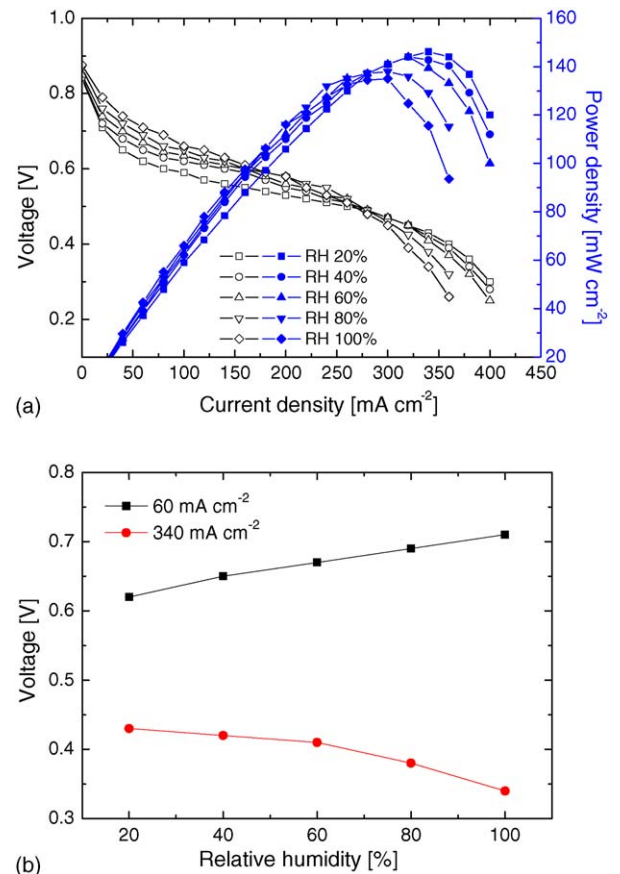 1.0
0.8
0.6
0.4
0.2
Voltage [V]
160
140
120
100
80
60
40
20
Power density [mW cm-2]
RH 20%
RH 40%
RH 60%
RH 80%
RH 100%
0 50 100 150 200 250 300 350 400 450
(a) Current density [mA cm-2]
0.8
0.7
0.6
0.5
0.4
0.3
Voltage [V]
60 mA cm-2
340 mA cm-2
20 40 60 80 100
(b) Relative humidity [%]